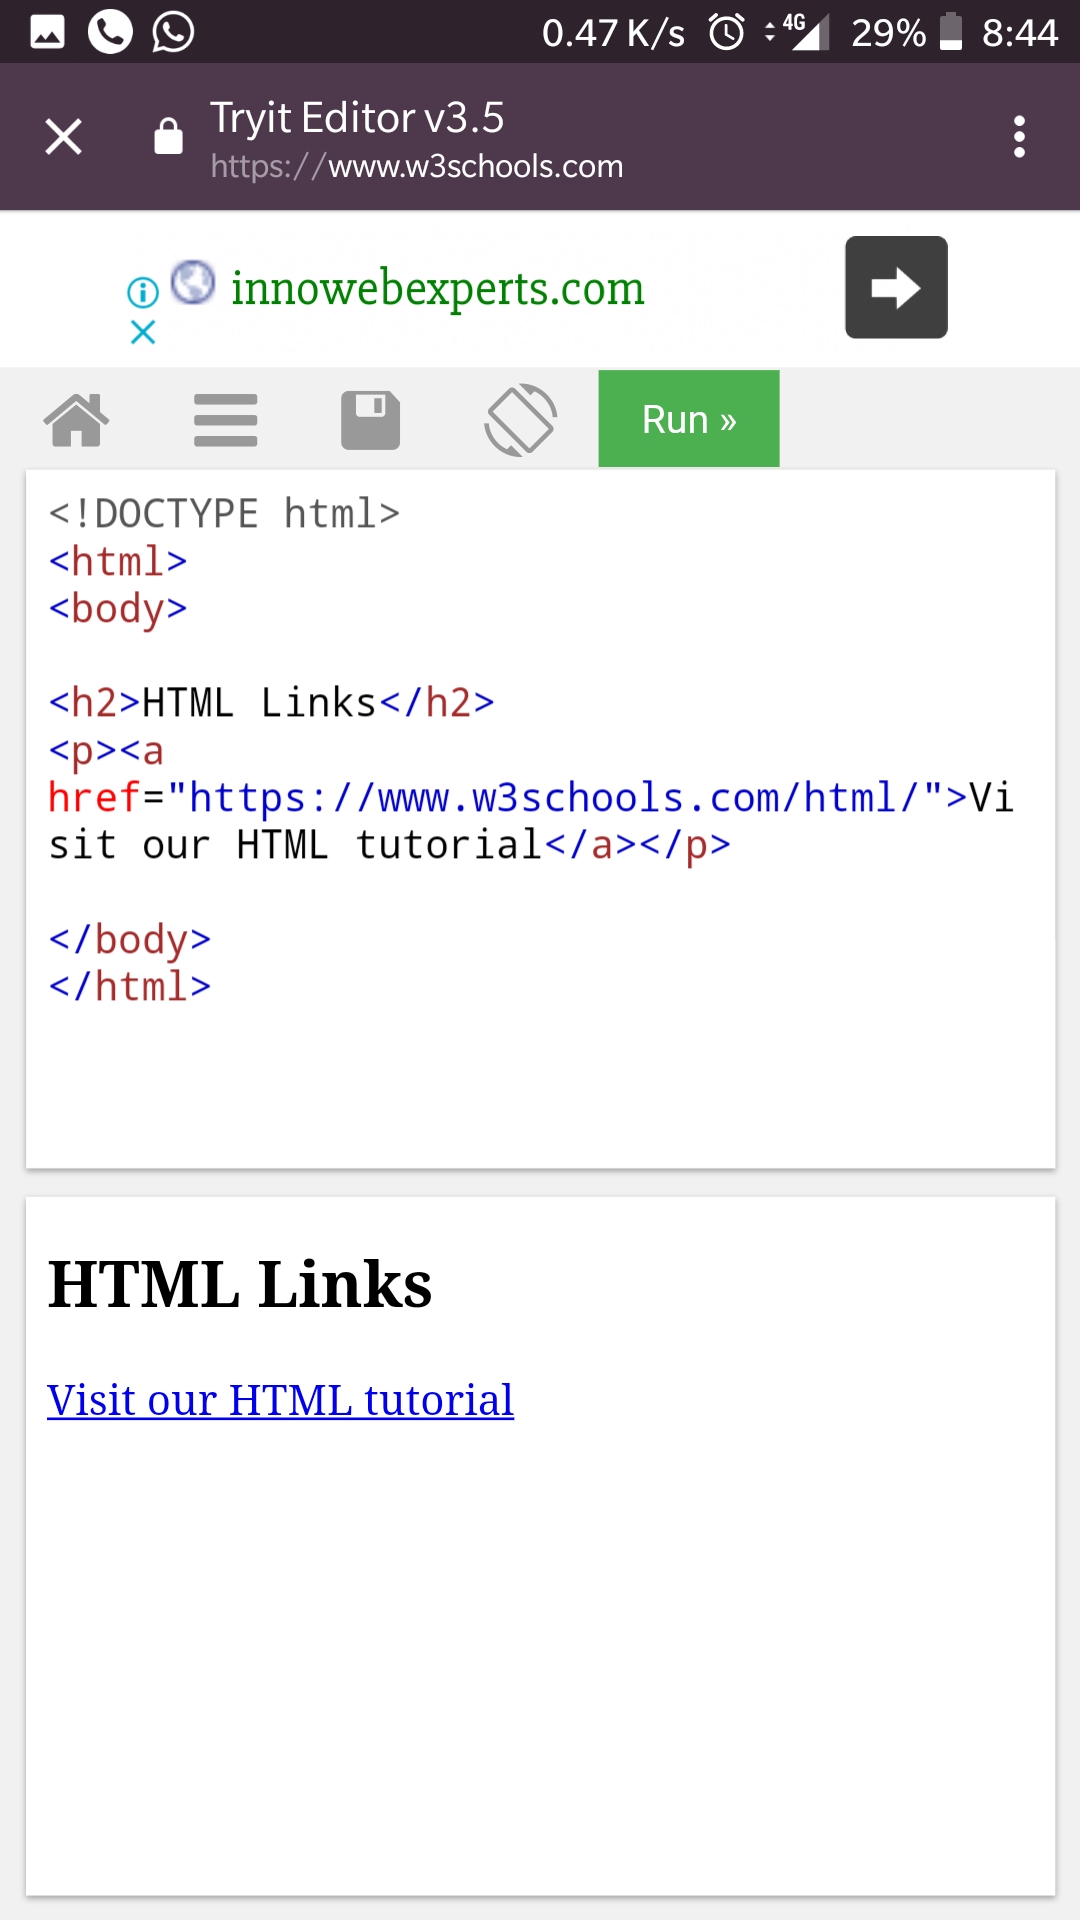 0.47 K/s 4G 29% 8:44
Tryit Editor v3.5
https://www.w3schools.com
innowebexperts.com
Run »
<!DOCTYPE html>
<html>
<body>
<h2>HTML Links</h2>
<p><a
href="https://www.w3schools.com/html/">Vi
sit our HTML tutorial</a></p>
</body>
</html>
HTML Links
Visit our HTML tutorial